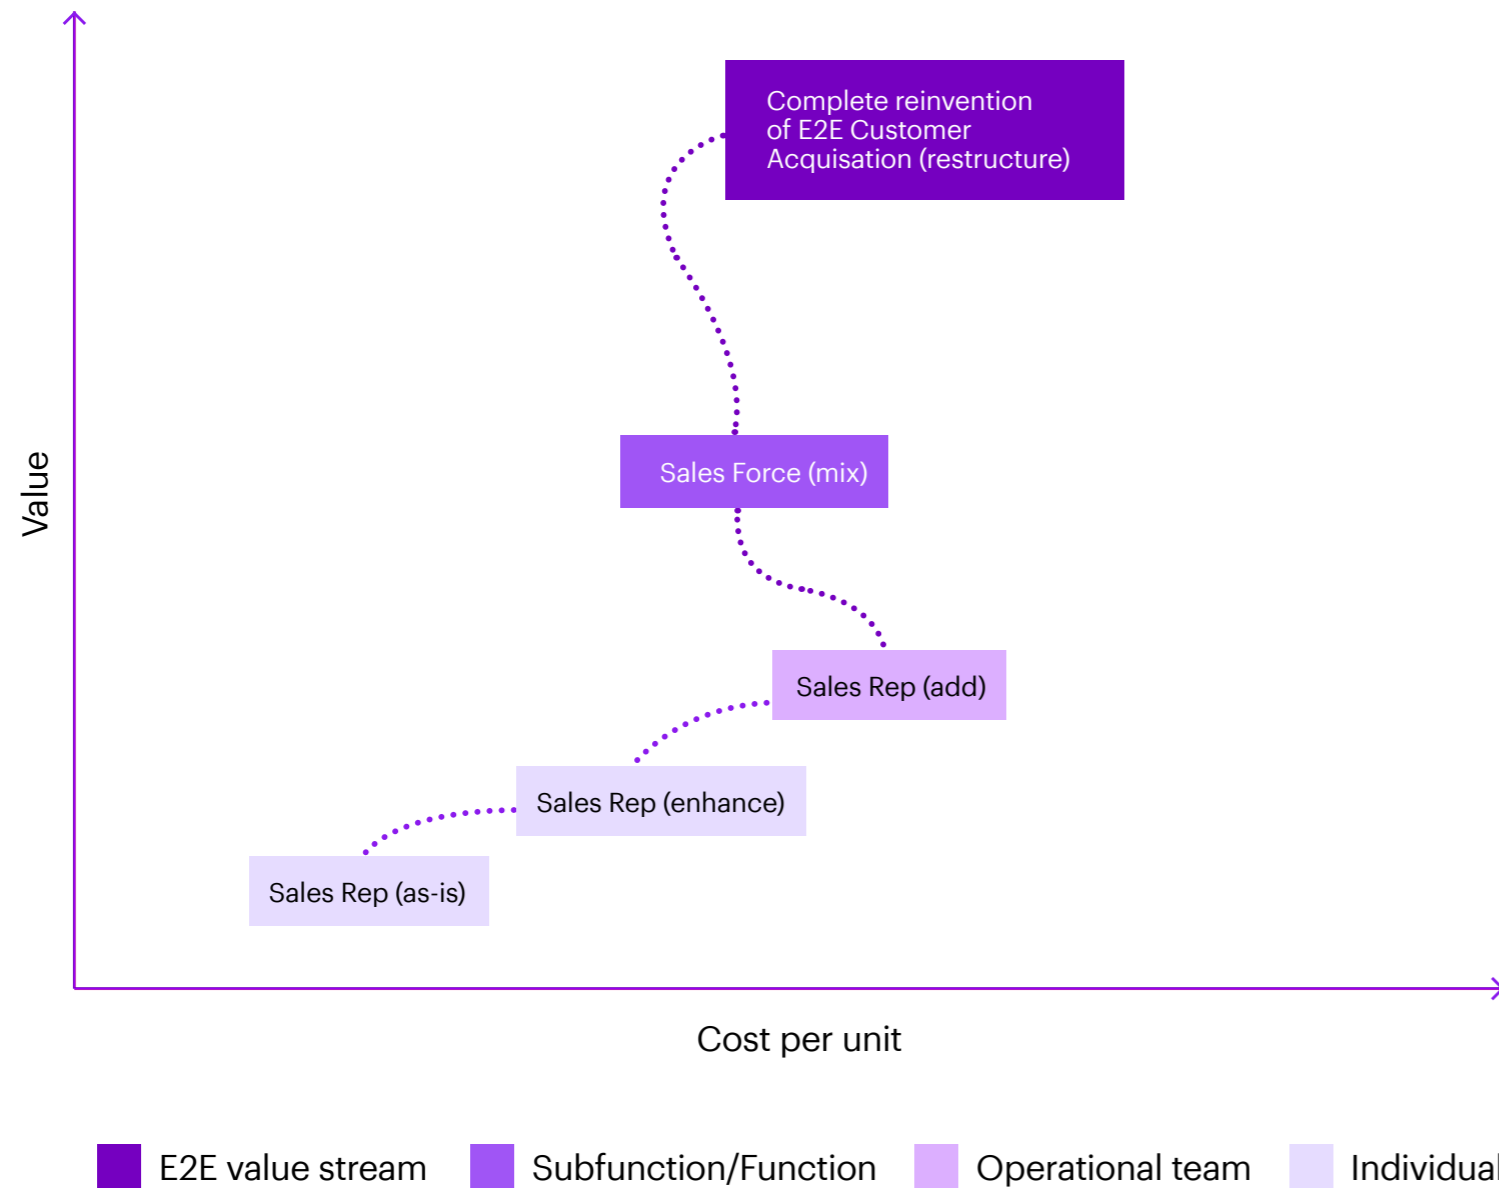 Complete reinvention
of E2E Customer
Acquisation (restructure)
Sales Force (mix)
Value
Sales Rep (add)
Sales Rep (enhance)
Sales Rep (as-is)
Cost per unit
E2E value stream
Subfunction/Function
Operational team
Individual